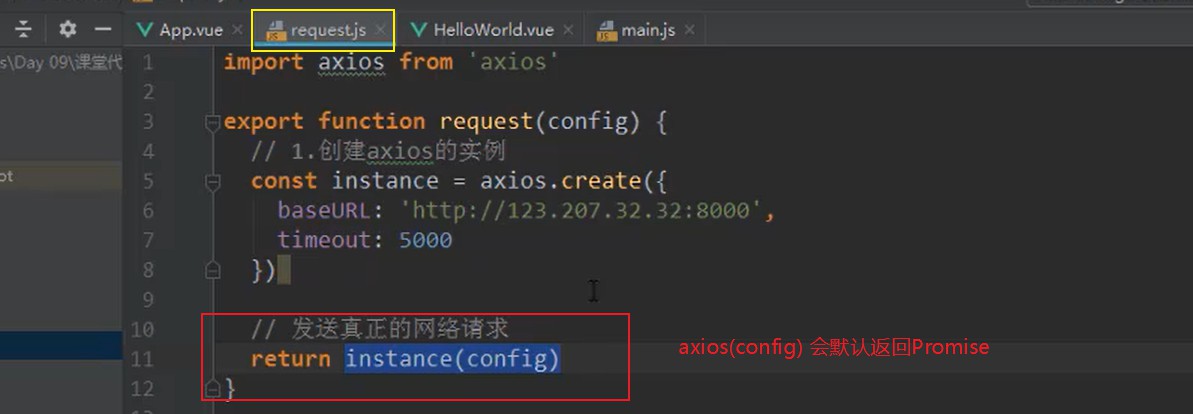 App.vue request.js HelloWorld.vue main.js
s\Day 09\课堂代
1 import axios from 'axios'
2
3 export function request(config) {
4 // 1.创建axios的实例
5 const instance = axios.create({
6 baseURL: 'http://123.207.32.32:8000',
7 timeout: 5000
8 })
9
10 // 发送真正的网络请求
11 return instance(config)
axios(config) 会默认返回Promise
12 }
ot